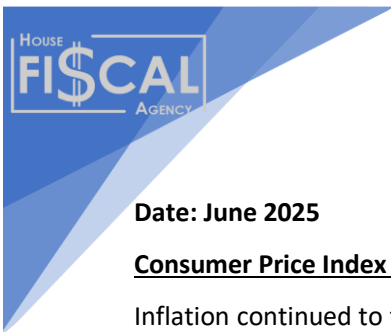 HOUSE
FI$CAL
AGENCY
Date: June 2025
Consumer Price Index
Inflation continued to